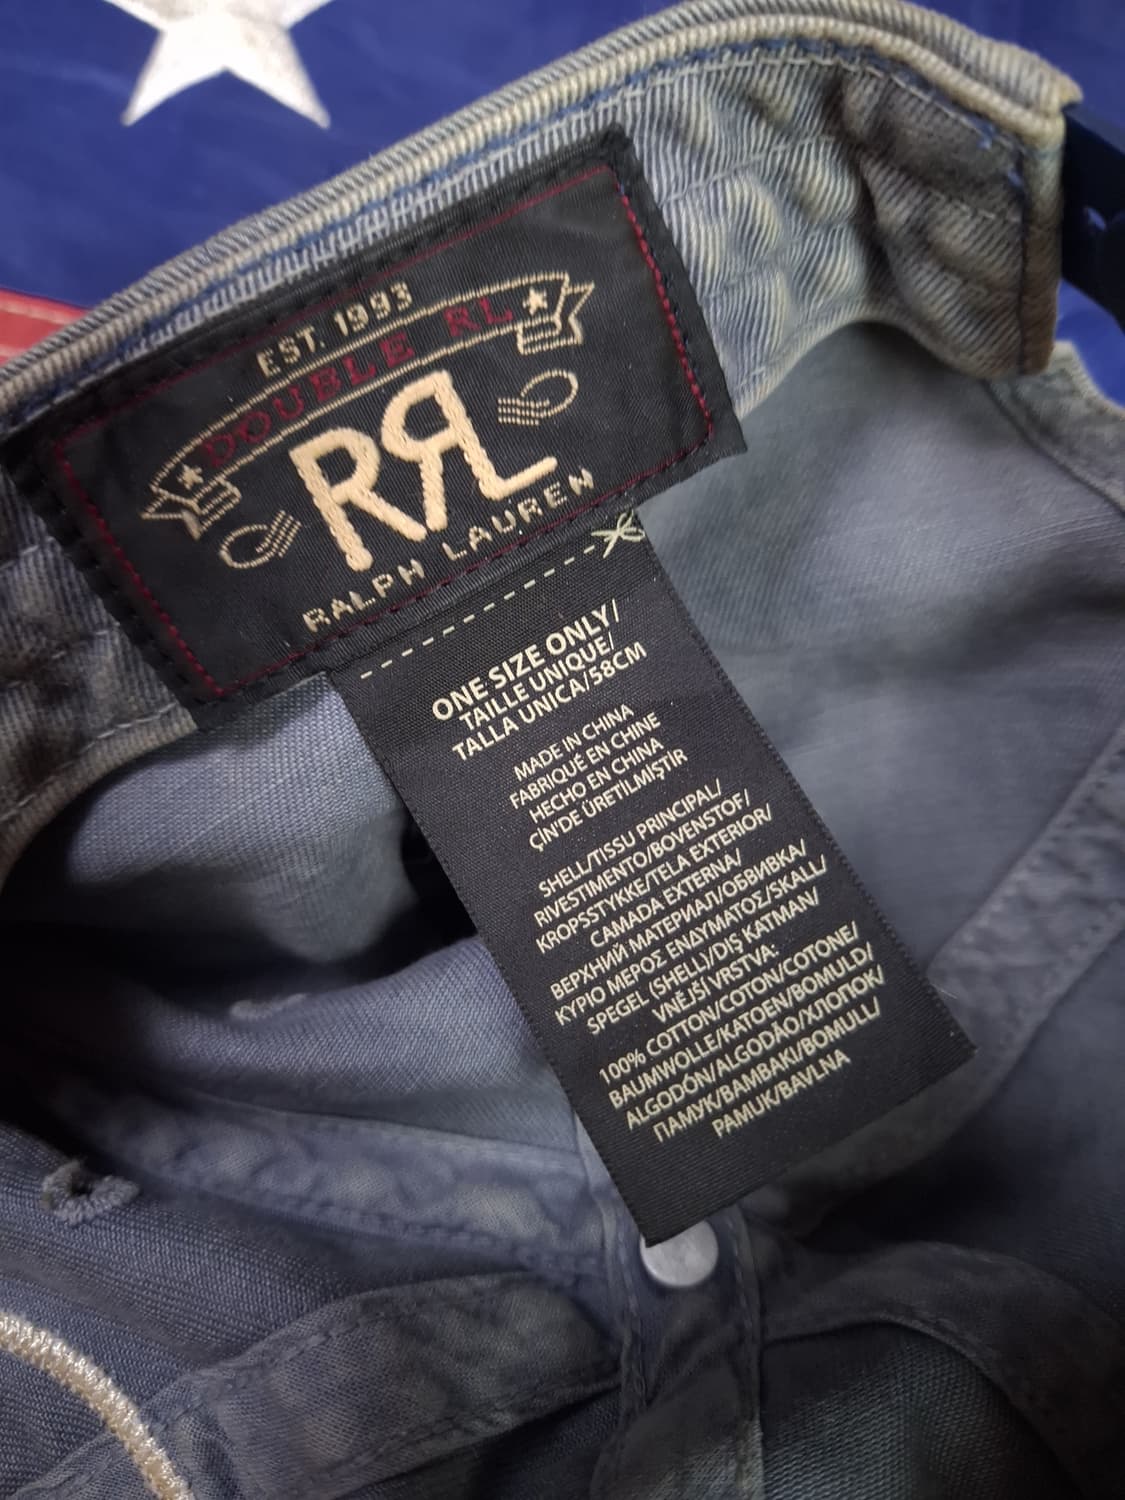 EST. 1993
DOUBLE RL
RRL
RALPH LAUREN
ONE SIZE ONLY/
TAILLE UNIQUE/
TALLA UNICA/58CM
MADE IN CHINA
FABRIQUÉ EN CHINE
HECHO EN CHINA
ÇİN'DE ÜRETİLMİŞTİR
SHELL/TISSU PRINCIPAL/
RIVESTIMENTO/BOVENSTOF/
KROPSSTYKKE/TELA EXTERIOR/
CAMADA EXTERNA/
ВЕРХНИЙ МАТЕРИАЛ/ОБВИВКА/
ΚΥΡΙΟ ΜΕΡΟΣ ΕΝΔΥΜΑΤΟΣ/SKALL/
SPEGEL (SHELL)/DIŞ KATMAN/
VNĚJŠÍ VRSTVA:
100% COTTON/COTON/COTONE/
BAUMWOLLE/KATOEN/BOMULD/
ALGODÓN/ALGODÃO/ХЛОПОК/
ПАМУК/ΒΑΜΒΑΚΙ/BOMULL/
PAMUK/BAVLNA